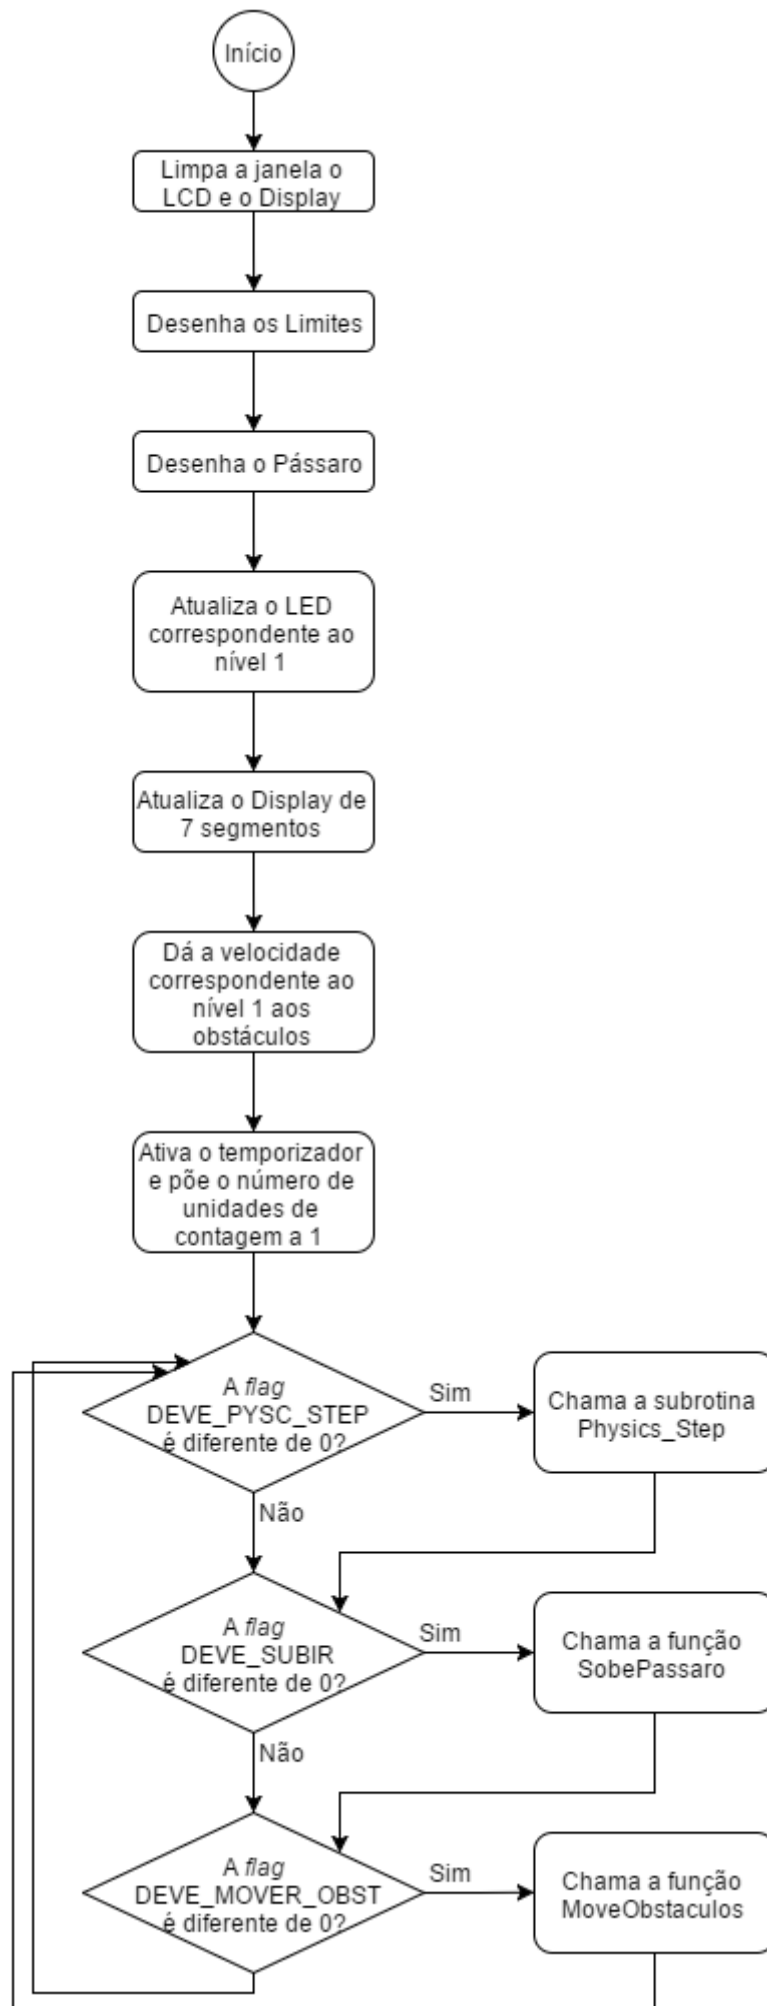 Início
Limpa a janela o
LCD e o Display
Desenha os Limites
Desenha o Pássaro
Atualiza o LED
correspondente ao
nível 1
Atualiza o Display de
7 segmentos
Dá a velocidade
correspondente ao
nível 1 aos
obstáculos
Ativa o temporizador
e põe o número de
unidades de
contagem a 1
A flag
DEVE_PYSC_STEP
é diferente de 0?
Sim
Chama a subrotina
Physics_Step
Não
A flag
DEVE_SUBIR
é diferente de 0?
Sim
Chama a função
SobePassaro
Não
A flag
DEVE_MOVER_OBST
é diferente de 0?
Sim
Chama a função
MoveObstaculos